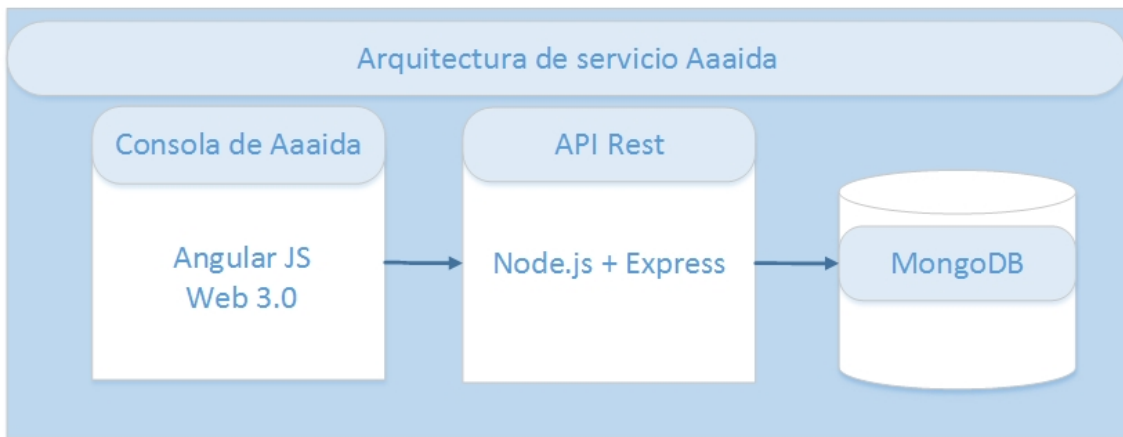 Arquitectura de servicio Aaaida
Consola de Aaaida
API Rest
Angular JS
Web 3.0
Node.js + Express
MongoDB